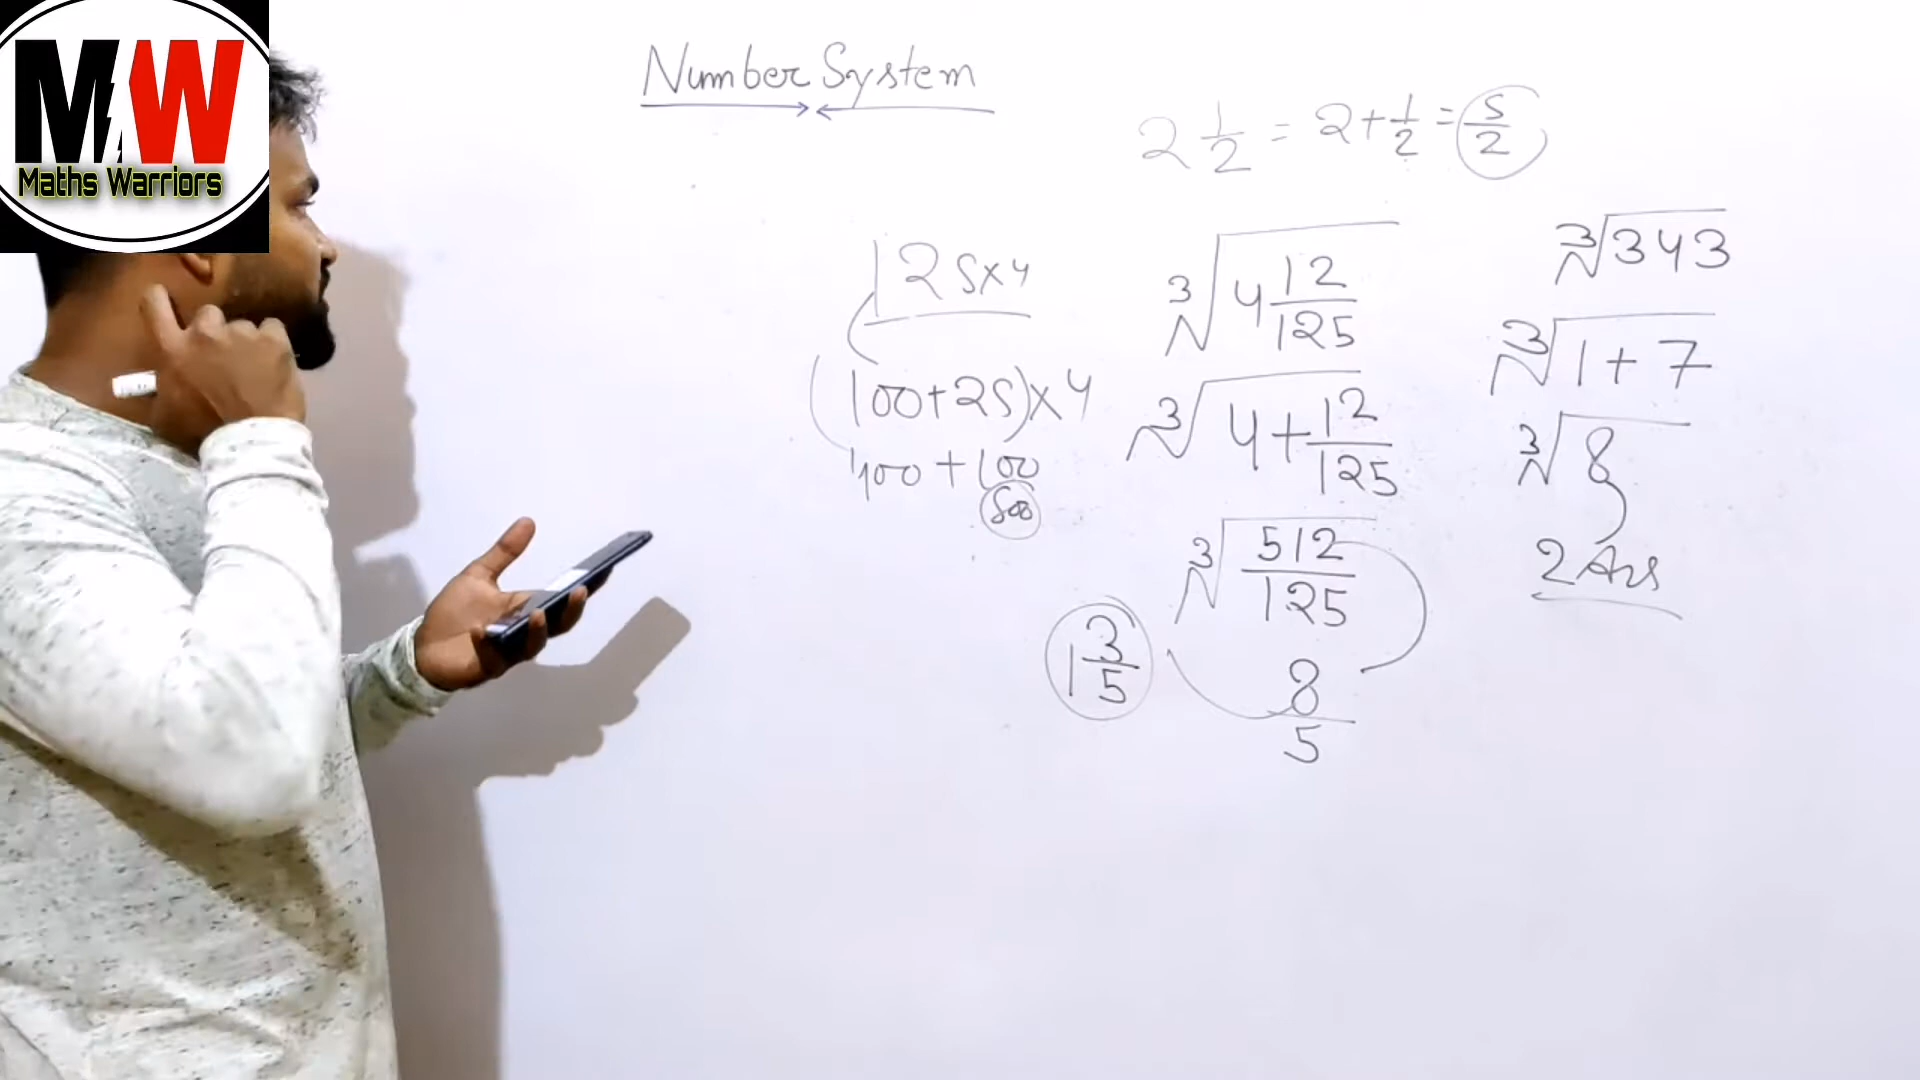 MW
Maths Warriors
Number System
2 1/2 = 2 + 1/2 = 5/2
125 x 4
(100 + 25) x 4
400 + 100
500
∛(4 12/125)
∛(4 + 12/125)
∛(512/125)
8/5
1 3/5
∛343
∛(1 + 7)
∛8
2 Ans